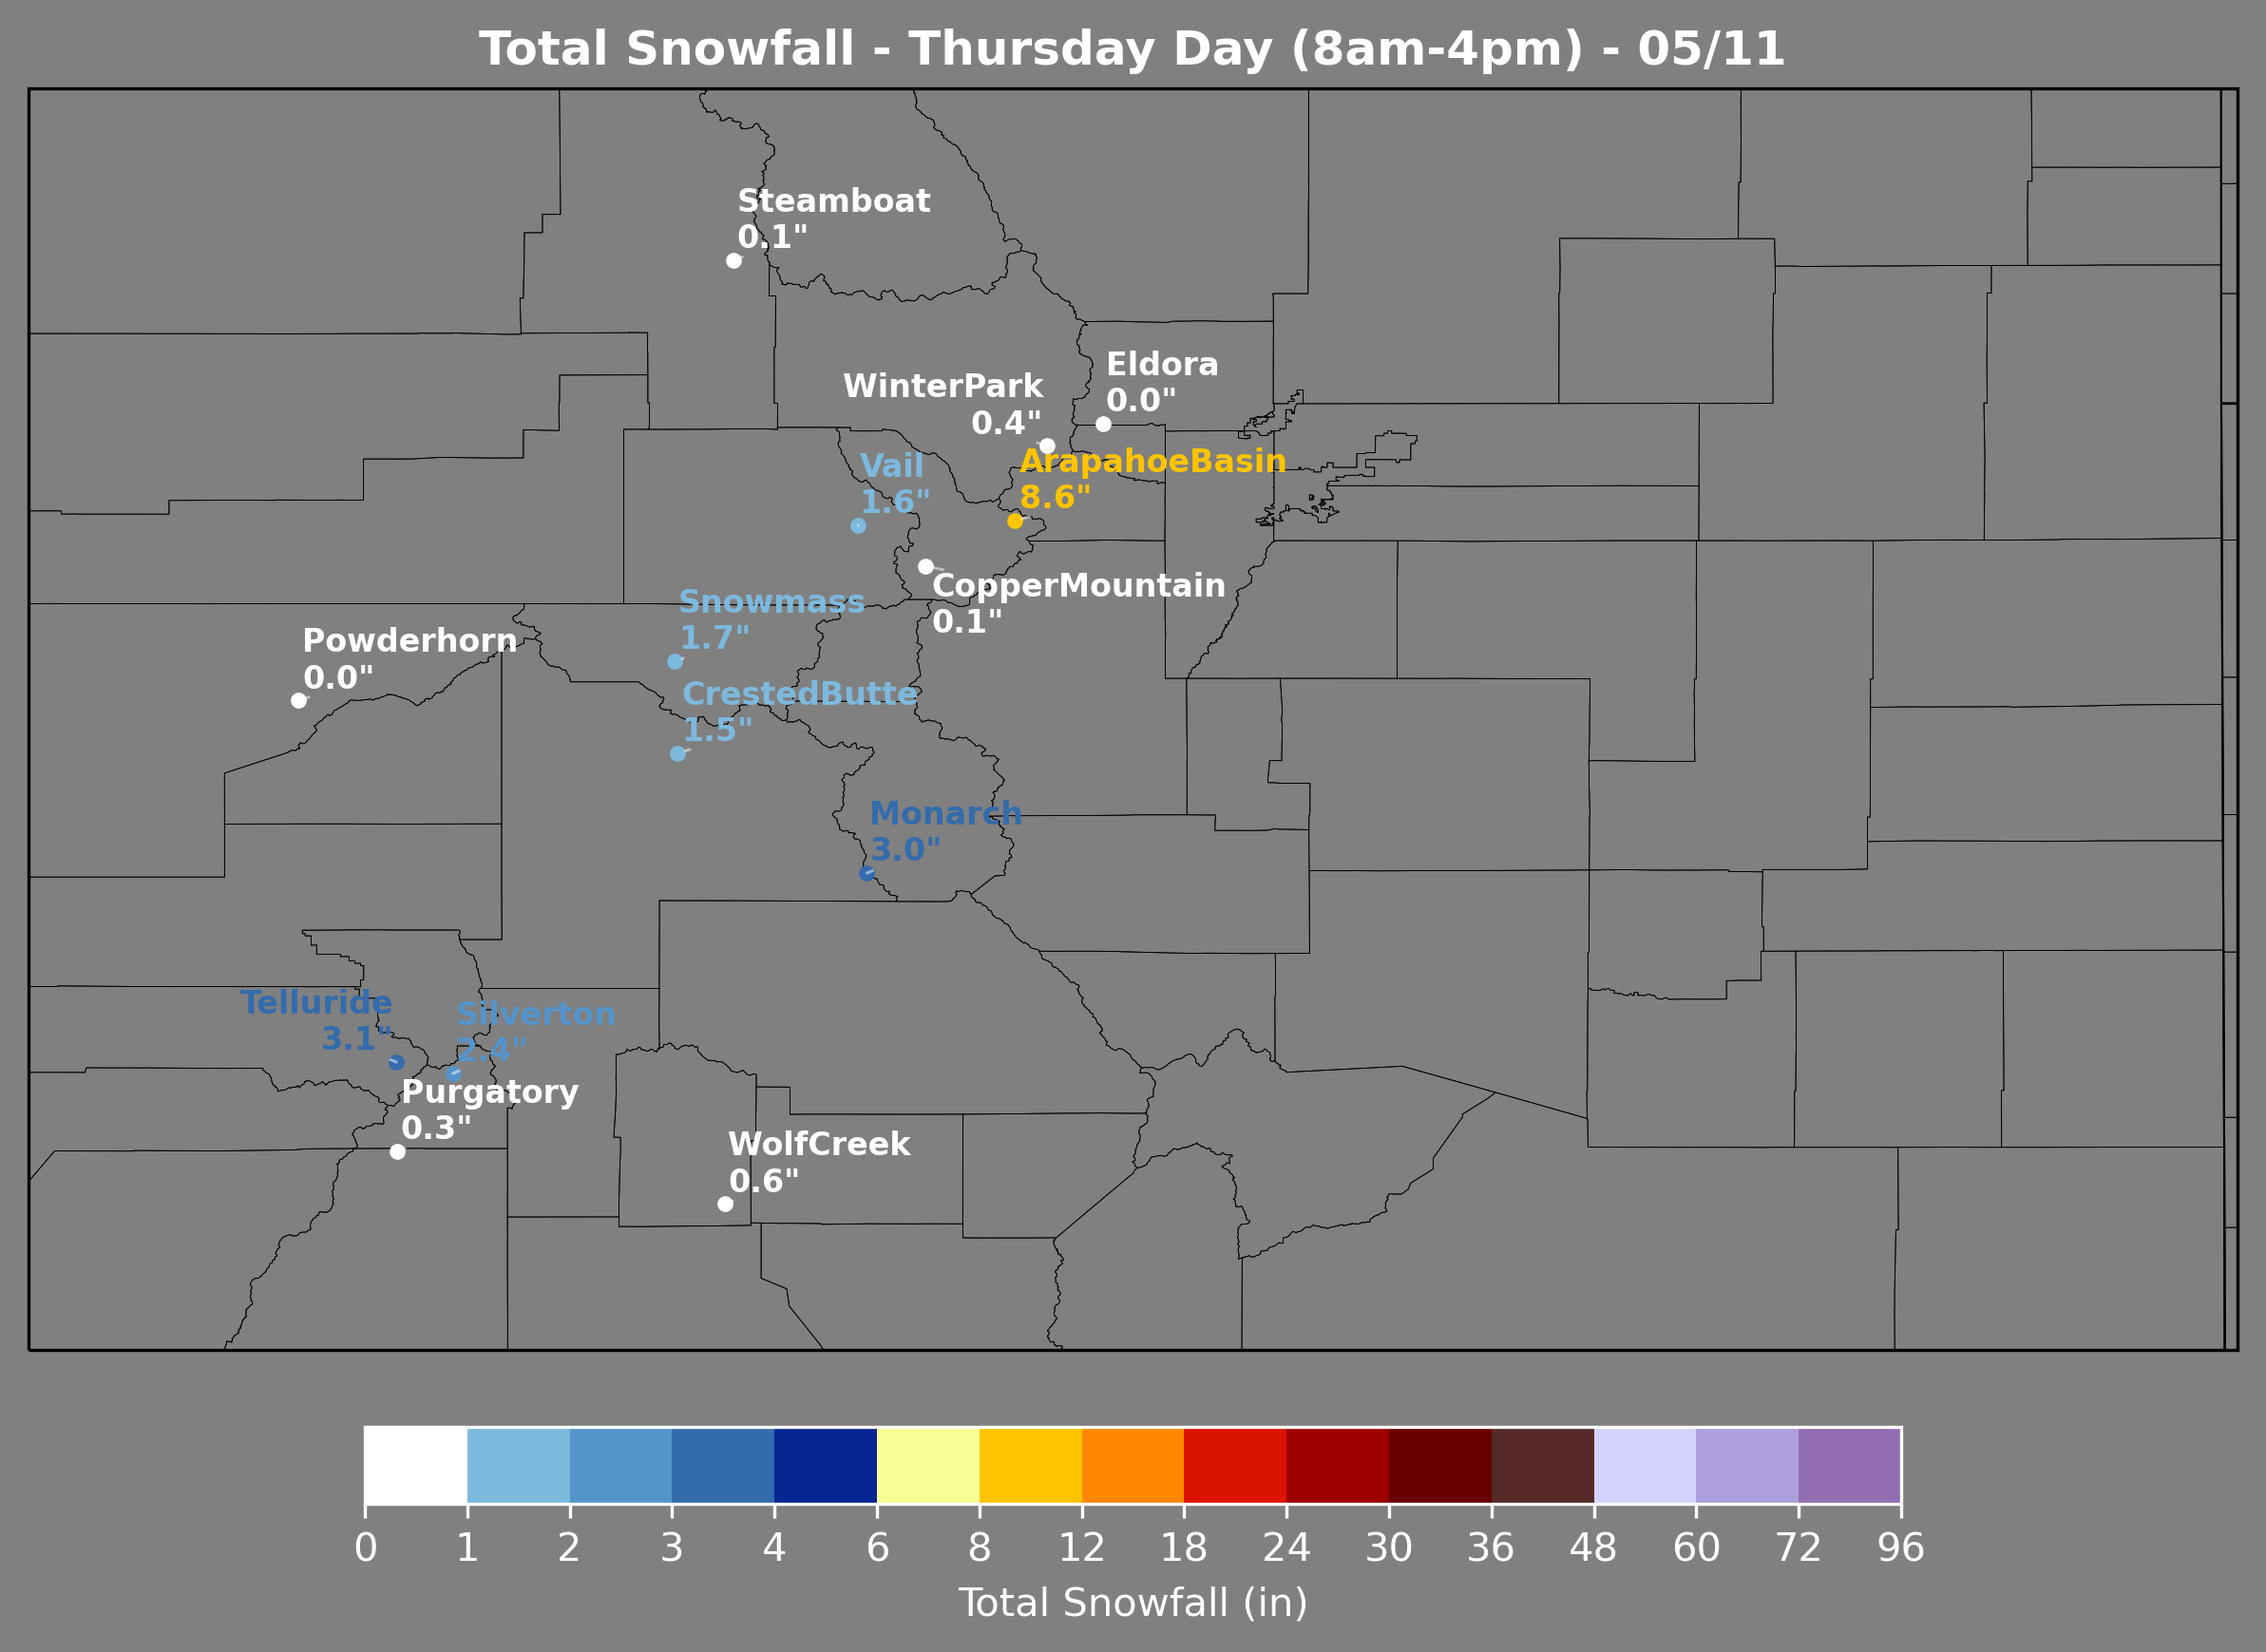 Total Snowfall - Thursday Day (8am-4pm) - 05/11
Steamboat
0.1"
Eldora
0.0"
WinterPark
0.4"
ArapahoeBasin
8.6"
Vail
1.6"
CopperMountain
0.1"
Snowmass
1.7"
Powderhorn
0.0"
CrestedButte
1.5"
Monarch
3.0"
Telluride
3.1"
Silverton
2.4"
Purgatory
0.3"
WolfCreek
0.6"
0 1 2 3 4 6 8 12 18 24 30 36 48 60 72 96
Total Snowfall (in)